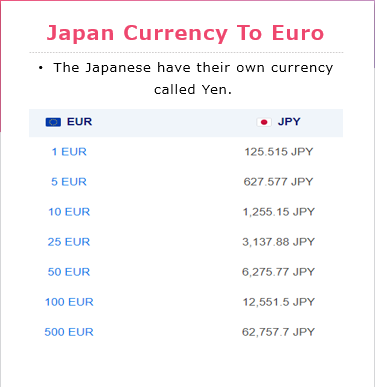 Japan Currency To Euro
• The Japanese have their own currency
called Yen.
EUR JPY
1 EUR 125.515 JPY
5 EUR 627.577 JPY
10 EUR 1,255.15 JPY
25 EUR 3,137.88 JPY
50 EUR 6,275.77 JPY
100 EUR 12,551.5 JPY
500 EUR 62,757.7 JPY